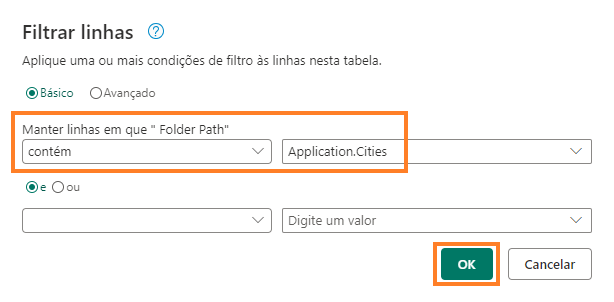 Filtrar linhas ?
Aplique uma ou mais condições de filtro às linhas nesta tabela.
Básico Avançado
Manter linhas em que " Folder Path"
contém Application.Cities
e ou
Digite um valor
OK Cancelar